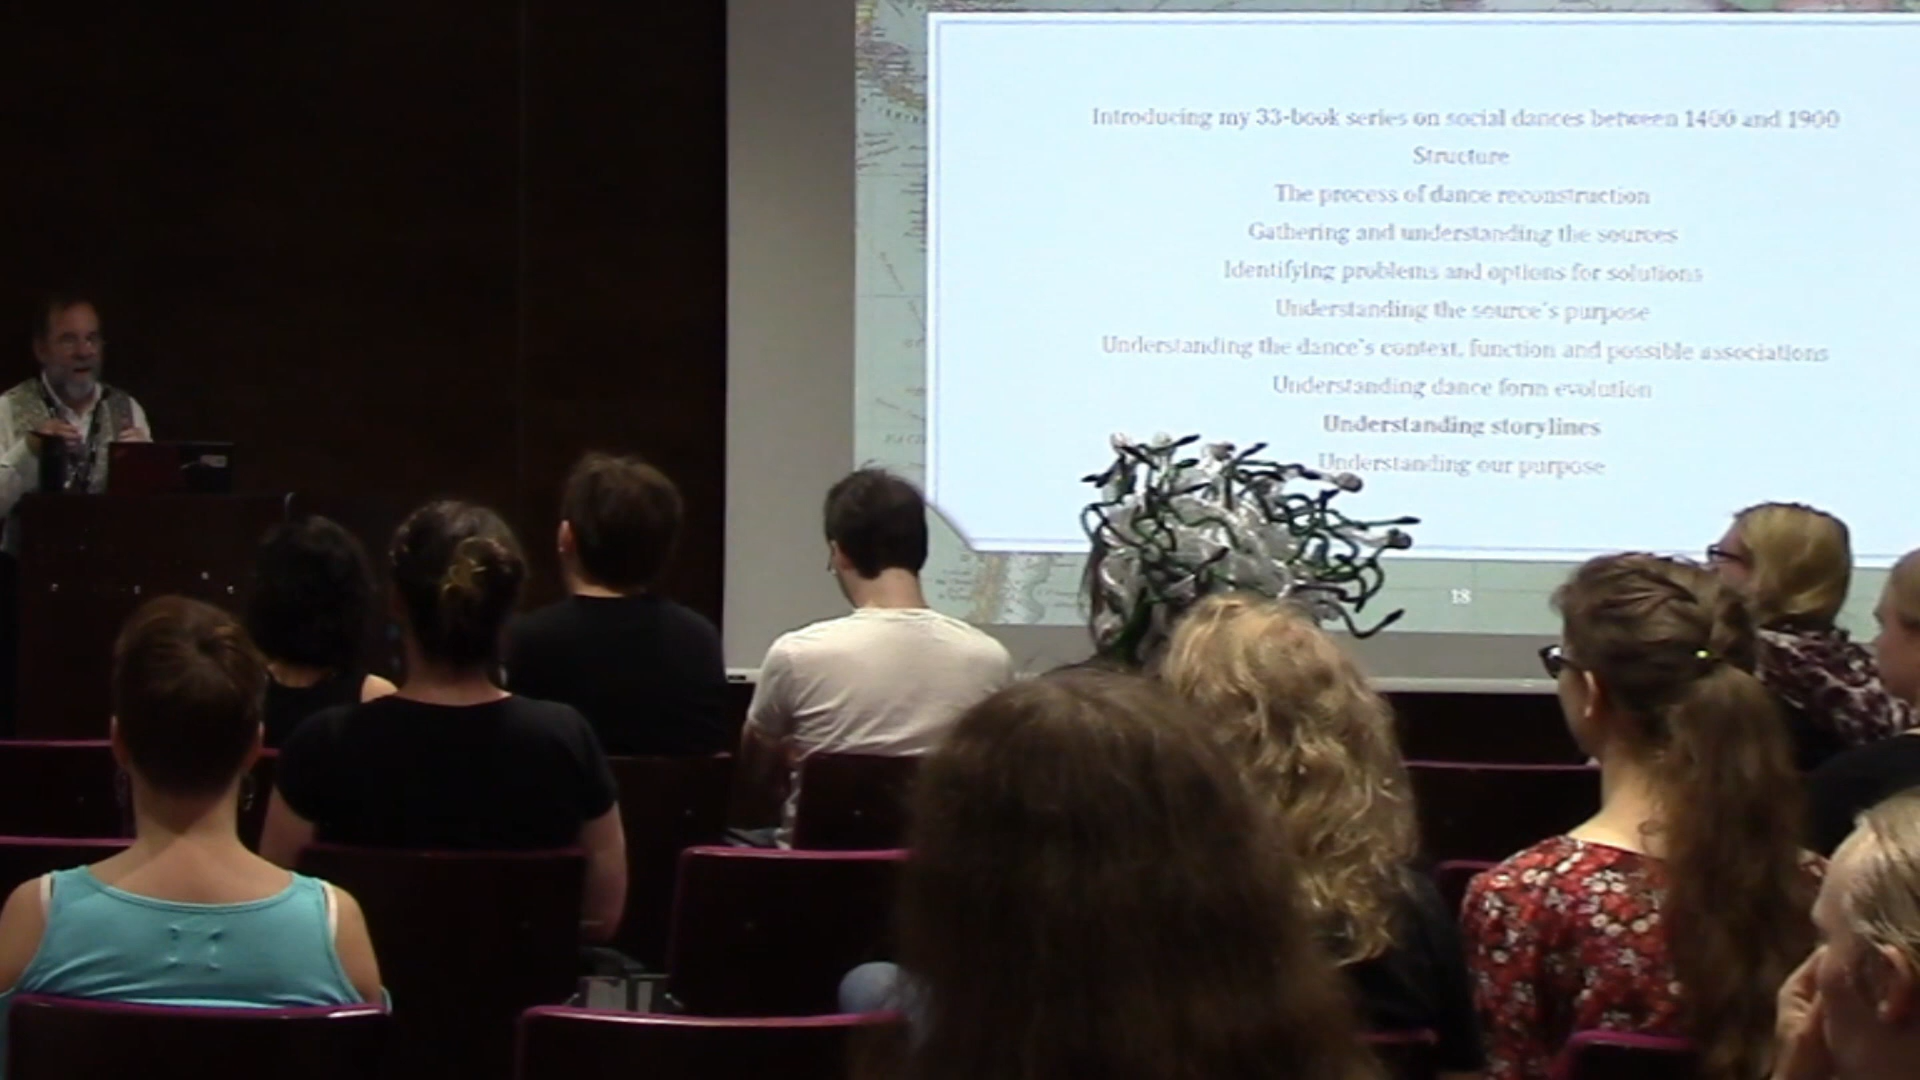 Introducing my 33-book series on social dances between 1400 and 1900
Structure
The process of dance reconstruction
Gathering and understanding the sources
Identifying problems and options for solutions
Understanding the source's purpose
Understanding the dance's context, function and possible associations
Understanding dance form evolution
Understanding storylines
Understanding our purpose
18